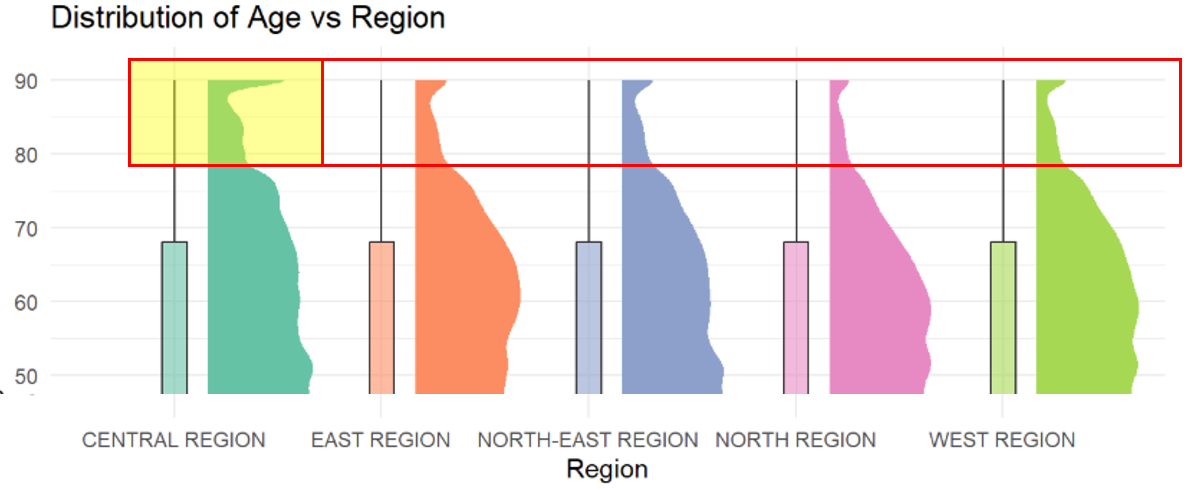 Distribution of Age vs Region
90
80
70
60
50
CENTRAL REGION EAST REGION NORTH-EAST REGION NORTH REGION WEST REGION
Region